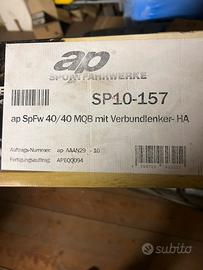 ap
SPORTFAHRWERKE
SP10-157
ap SpFw 40/40 MQB mit Verbundlenker- HA
Auftrags-Nummer:
Fertigungsauftrag:
subito